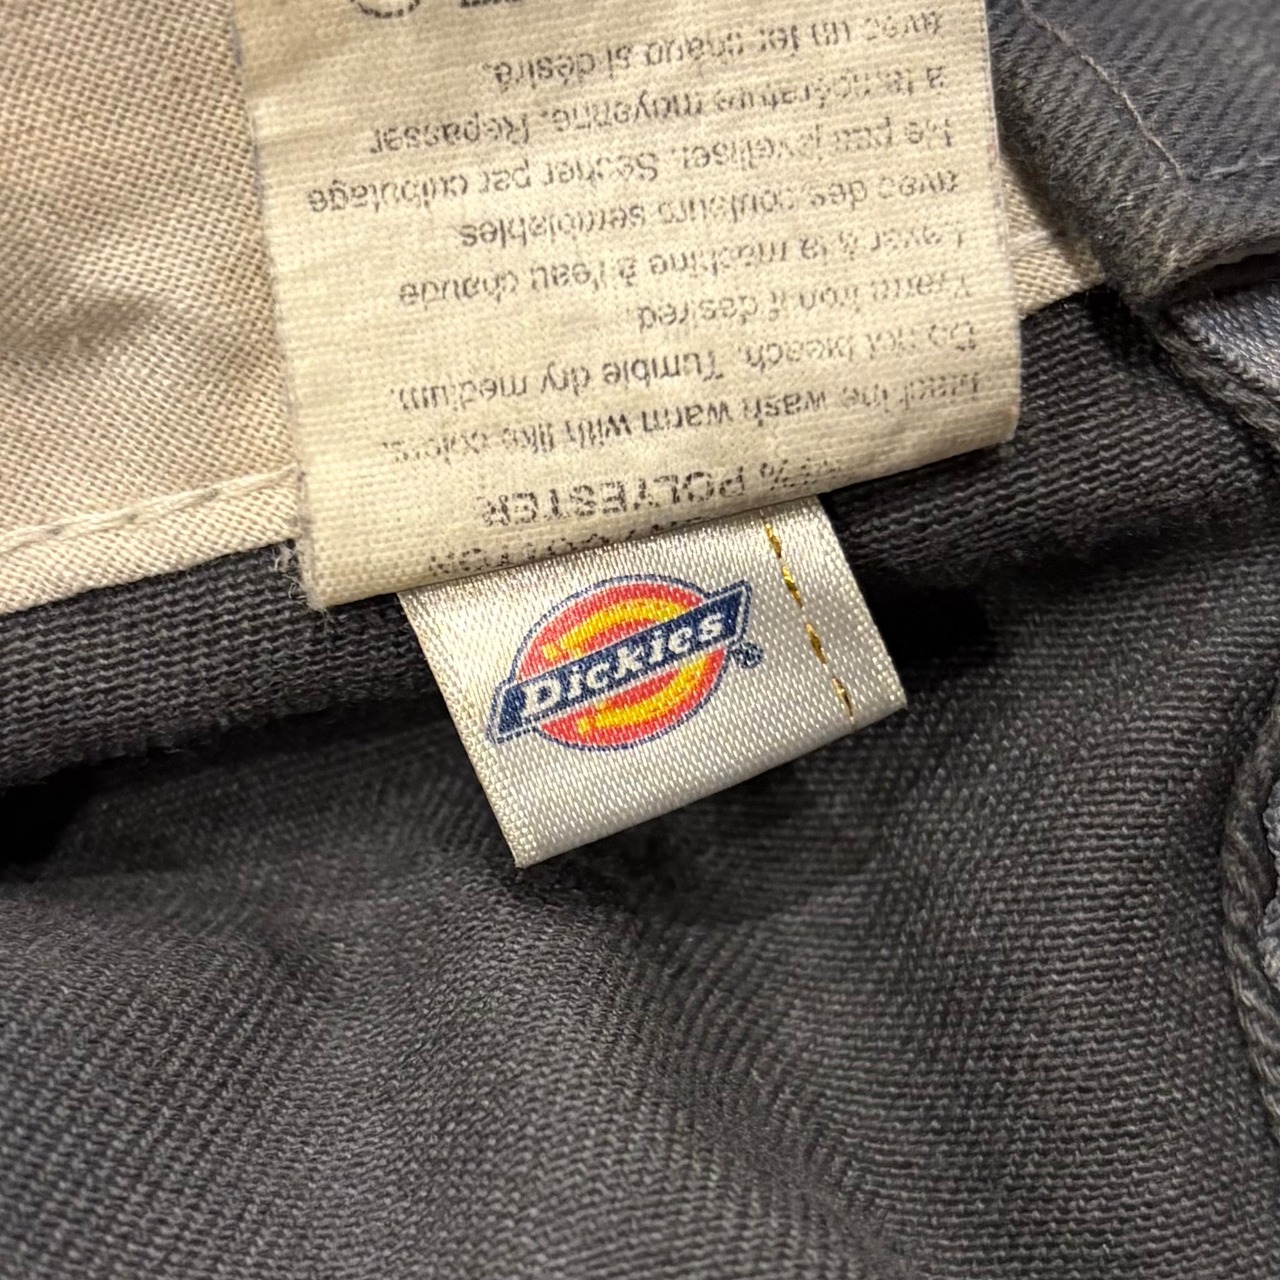 COTTON
% POLYESTER
Machine wash warm with like colors.
Do not bleach. Tumble dry medium.
Warm iron if desired.
Laver à la machine à l'eau chaude
avec des couleurs semblables
Ne pas javelliser. Sécher par culbutage
à température moyenne. Repasser
avec un fer chaud si désiré.
Dickies®